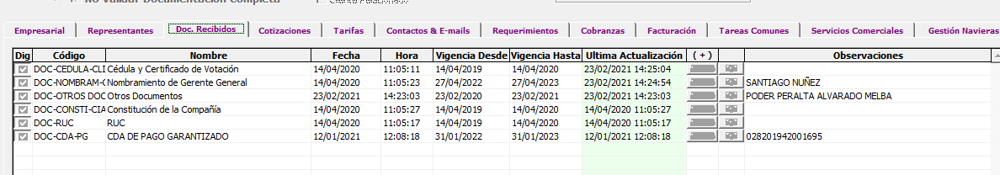 No Validar Documentación Completa
Empresarial Representantes Doc. Recibidos Cotizaciones Tarifas Contactos & E-mails Requerimientos Cobranzas Facturación Tareas Comunes Servicios Comerciales Gestión Navieras
Dig Código Nombre Fecha Hora Vigencia Desde Vigencia Hasta Ultima Actualización ( + ) Observaciones
DOC-CEDULA-CLI Cédula y Certificado de Votación 14/04/2020 11:05:11 14/04/2019 14/04/2020 23/02/2021 14:25:04
DOC-NOMBRAM-G Nombramiento de Gerente General 14/04/2020 11:05:23 27/04/2022 27/04/2023 23/02/2021 14:24:54 SANTIAGO NUÑEZ
DOC-OTROS DOC Otros Documentos 23/02/2021 14:23:03 23/02/2020 23/02/2021 23/02/2021 14:23:03 PODER PERALTA ALVARADO MELBA
DOC-CONSTI-CIA Constitución de la Compañía 14/04/2020 11:05:27 14/04/2019 14/04/2020 14/04/2020 11:05:27
DOC-RUC RUC 14/04/2020 11:05:17 14/04/2019 14/04/2020 14/04/2020 11:05:17
DOC-CDA-PG CDA DE PAGO GARANTIZADO 12/01/2021 12:08:18 31/01/2022 31/01/2023 12/01/2021 12:08:18 028201942001695